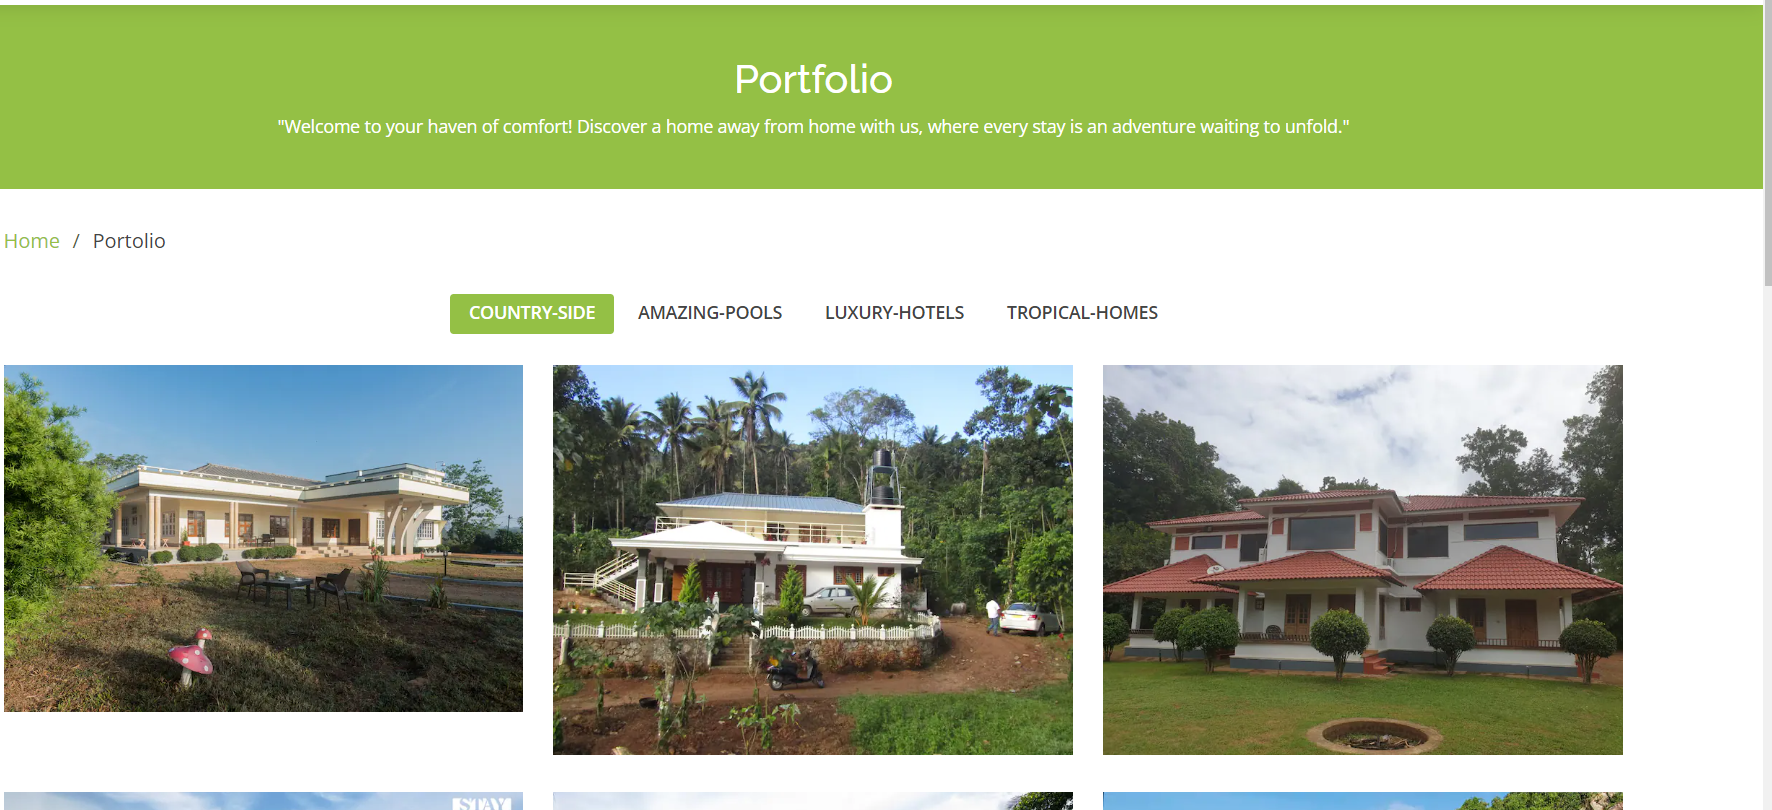 Portfolio
"Welcome to your haven of comfort! Discover a home away from home with us, where every stay is an adventure waiting to unfold."
Home / Portolio
COUNTRY-SIDE AMAZING-POOLS LUXURY-HOTELS TROPICAL-HOMES
STAY